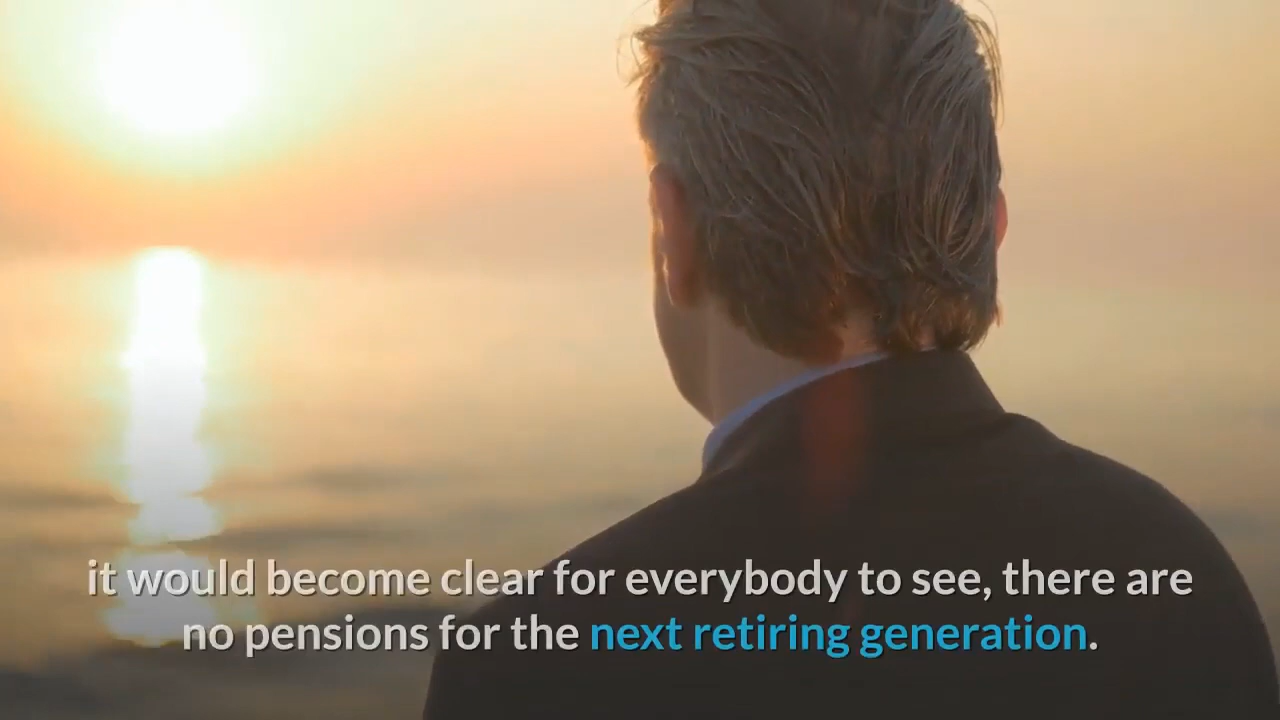 it would become clear for everybody to see, there are
no pensions for the next retiring generation.